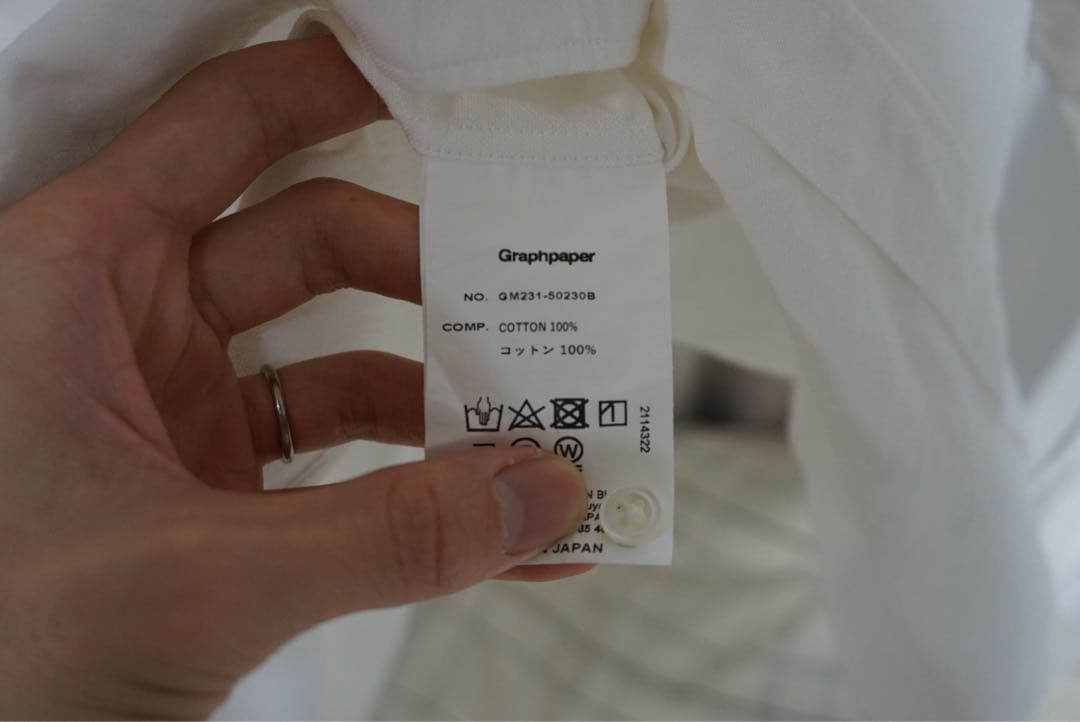 Graphpaper
NO. GM231-50230B
COMP. COTTON 100%
コットン 100%
2114322
W
JAPAN